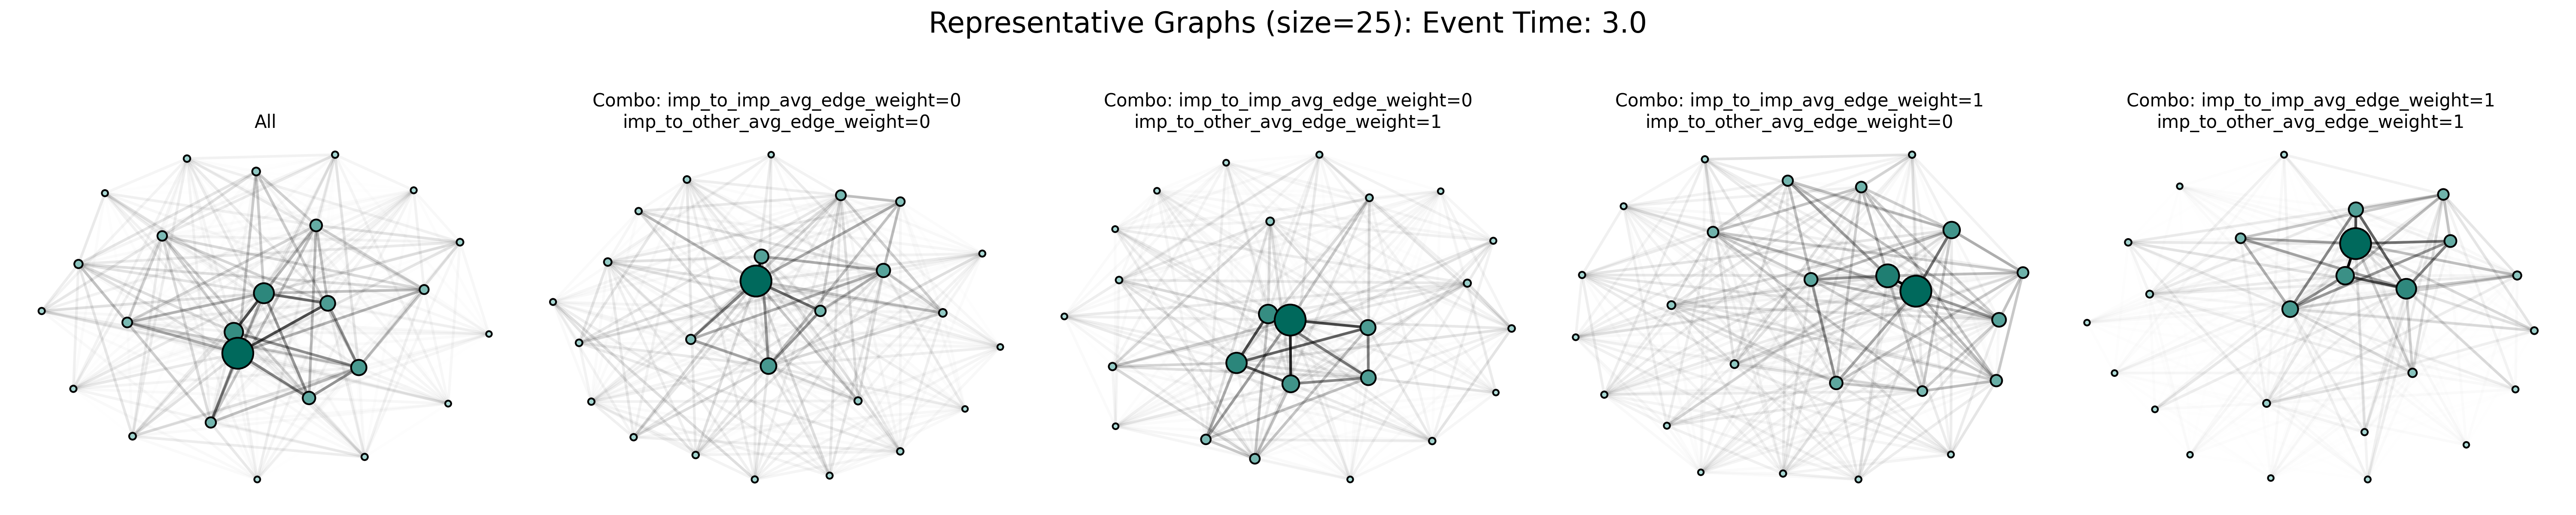 Representative Graphs (size=25): Event Time: 3.0
All
Combo: imp_to_imp_avg_edge_weight=0
imp_to_other_avg_edge_weight=0
Combo: imp_to_imp_avg_edge_weight=0
imp_to_other_avg_edge_weight=1
Combo: imp_to_imp_avg_edge_weight=1
imp_to_other_avg_edge_weight=0
Combo: imp_to_imp_avg_edge_weight=1
imp_to_other_avg_edge_weight=1